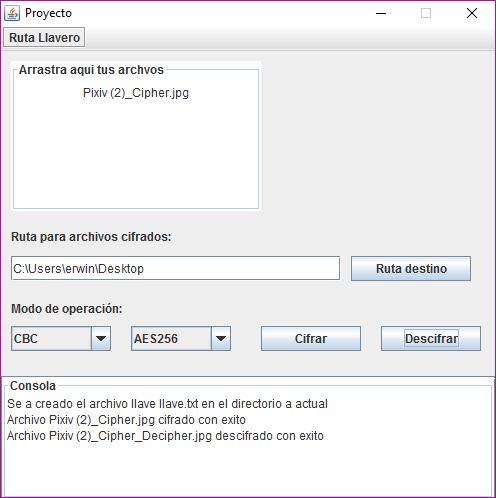 Proyecto
Ruta Llavero
Arrastra aqui tus archvos
Pixiv (2)_Cipher.jpg
Ruta para archivos cifrados:
C:\Users\erwin\Desktop
Ruta destino
Modo de operación:
CBC
AES256
Cifrar
Descifrar
Consola
Se a creado el archivo llave llave.txt en el directorio a actual
Archivo Pixiv (2)_Cipher.jpg cifrado con exito
Archivo Pixiv (2)_Cipher_Decipher.jpg descifrado con exito